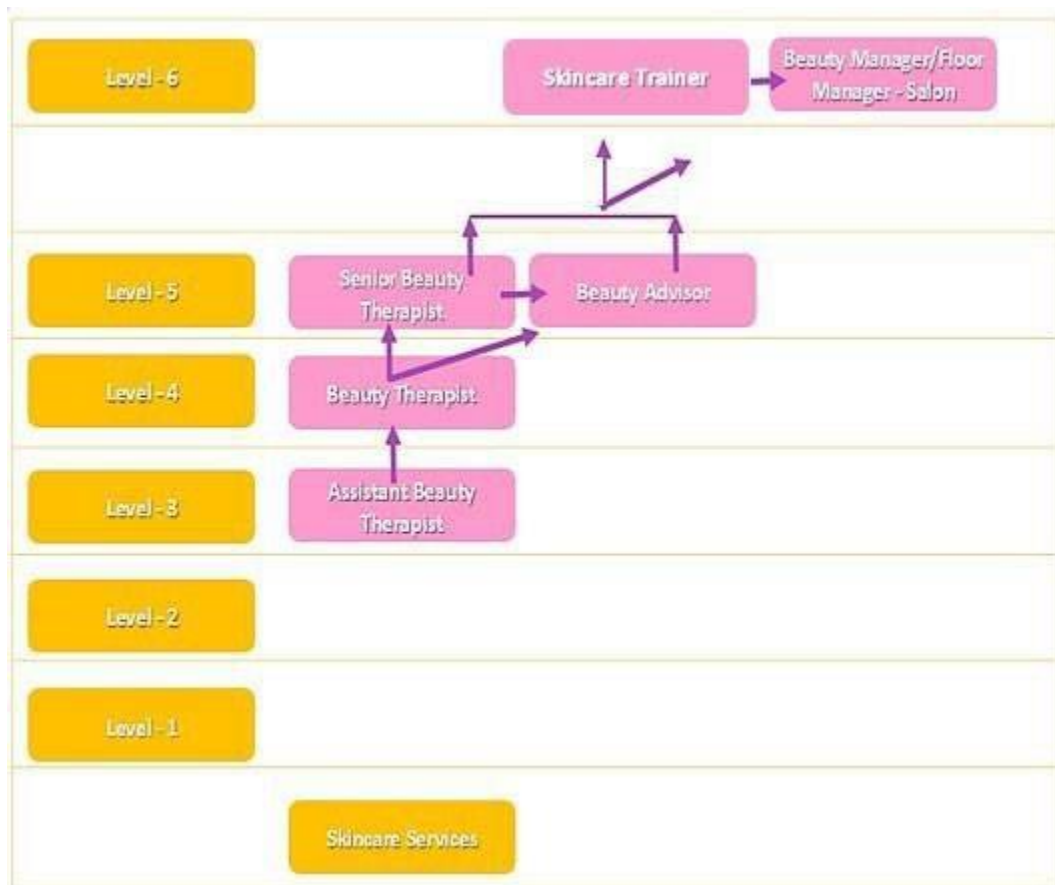 Level - 6
Skincare Trainer
Beauty Manager/Floor
Manager - Salon
Level - 5
Senior Beauty
Therapist
Beauty Advisor
Level - 4
Beauty Therapist
Level - 3
Assistant Beauty
Therapist
Level - 2
Level - 1
Skincare Services